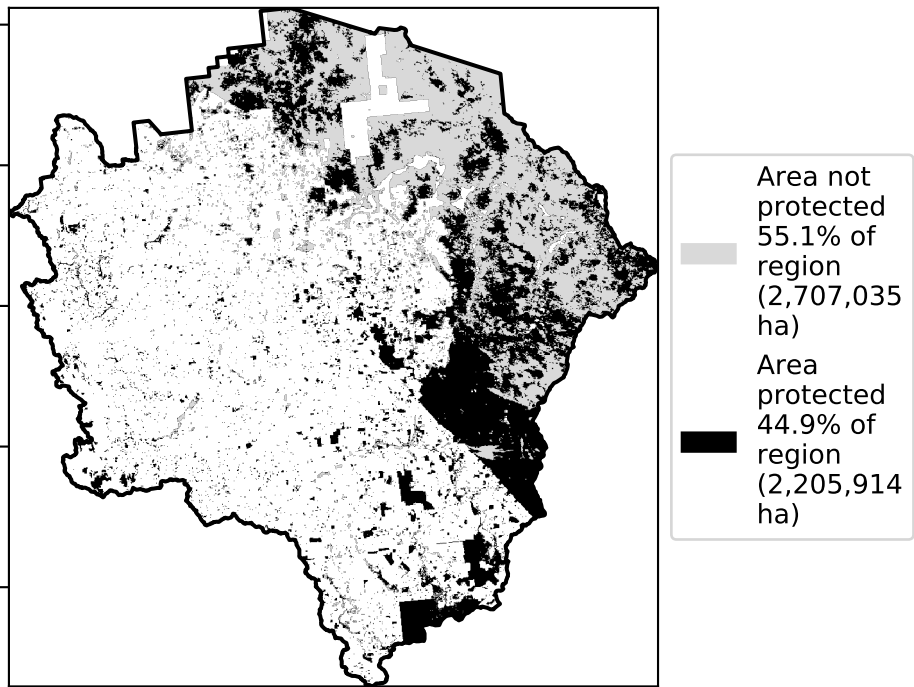 Area not
protected
55.1% of
region
(2,707,035
ha)
Area
protected
44.9% of
region
(2,205,914
ha)